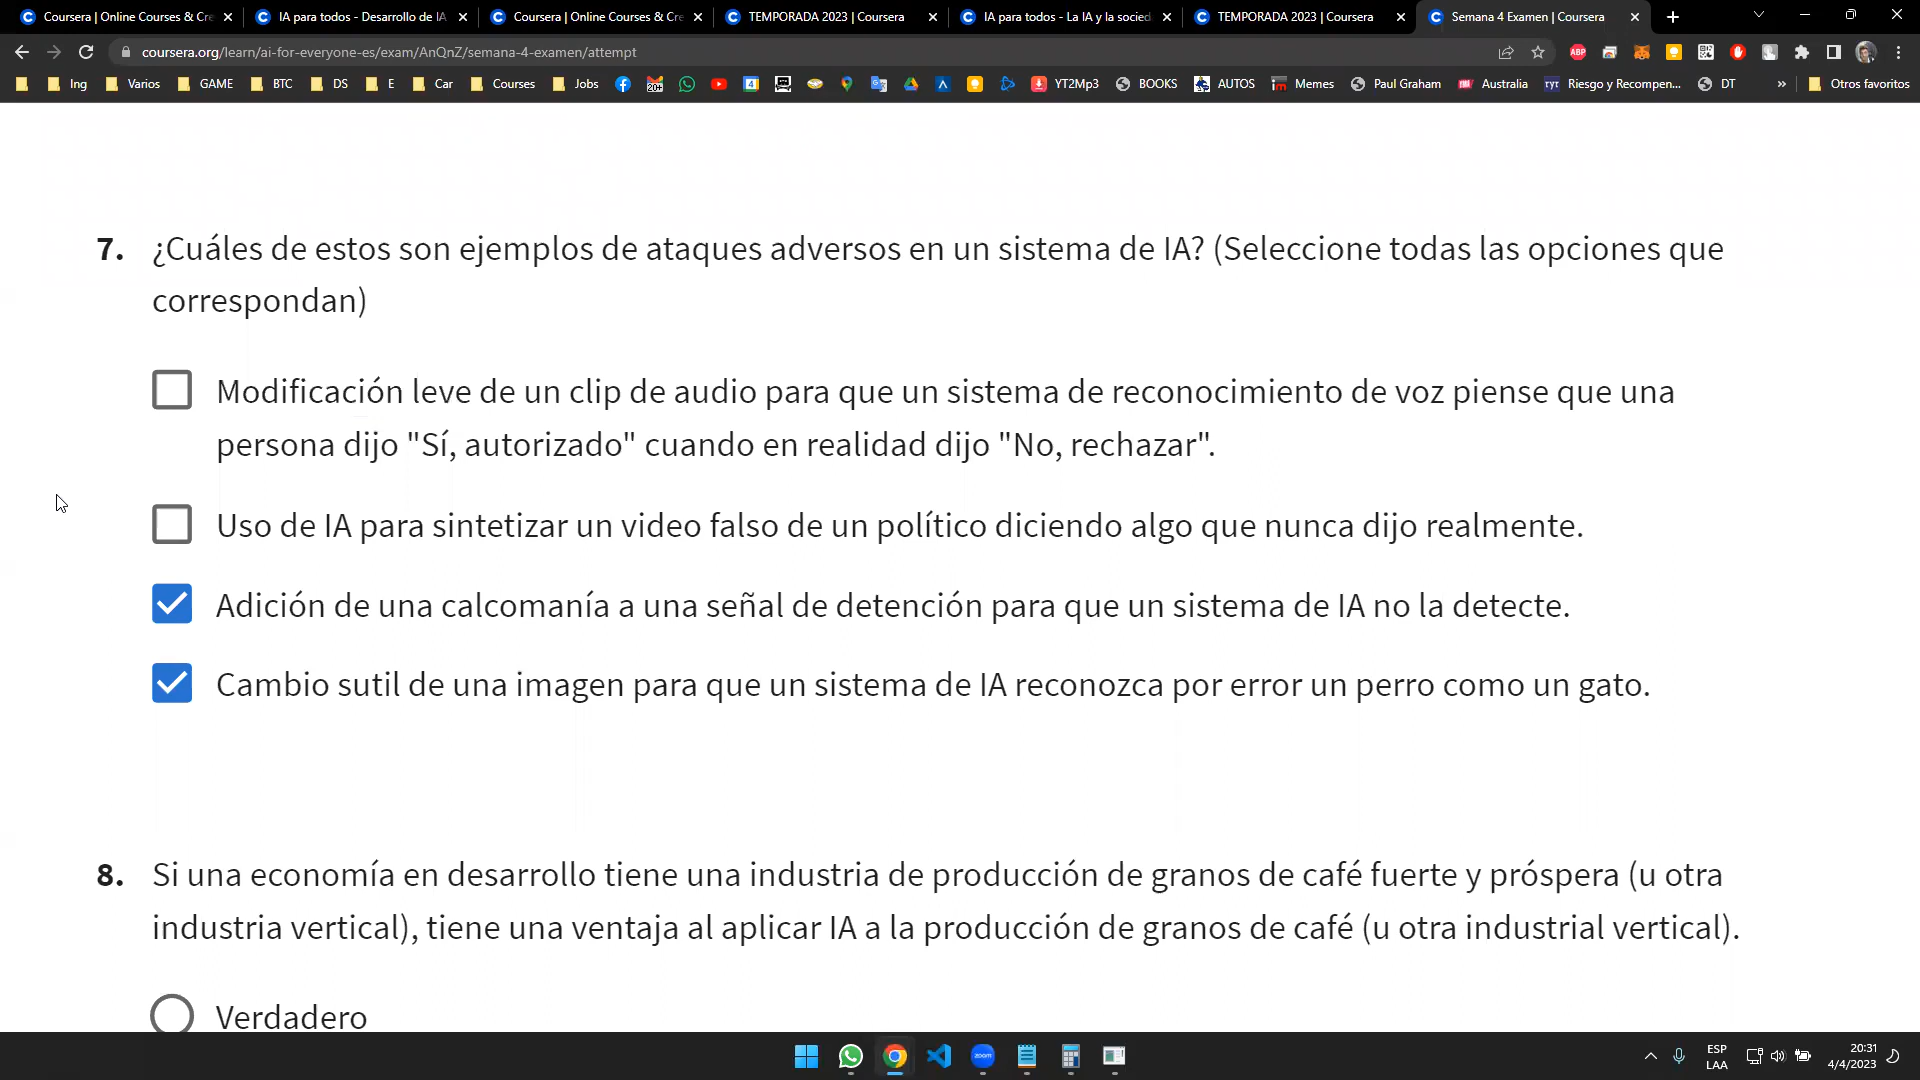 Coursera | Online Courses & Cre
IA para todos - Desarrollo de IA
Coursera | Online Courses & Cre
TEMPORADA 2023 | Coursera
IA para todos - La IA y la socied
TEMPORADA 2023 | Coursera
Semana 4 Examen | Coursera
coursera.org/learn/ai-for-everyone-es/exam/AnQnZ/semana-4-examen/attempt
ABP
Ing
Varios
GAME
BTC
DS
E
Car
Courses
Jobs
20+
4
YT2Mp3
BOOKS
AUTOS
Memes
Paul Graham
Australia
TYT
Riesgo y Recompen...
DT
»
Otros favoritos
7. ¿Cuáles de estos son ejemplos de ataques adversos en un sistema de IA? (Seleccione todas las opciones que
correspondan)
Modificación leve de un clip de audio para que un sistema de reconocimiento de voz piense que una
persona dijo "Sí, autorizado" cuando en realidad dijo "No, rechazar".
Uso de IA para sintetizar un video falso de un político diciendo algo que nunca dijo realmente.
Adición de una calcomanía a una señal de detención para que un sistema de IA no la detecte.
Cambio sutil de una imagen para que un sistema de IA reconozca por error un perro como un gato.
8. Si una economía en desarrollo tiene una industria de producción de granos de café fuerte y próspera (u otra
industria vertical), tiene una ventaja al aplicar IA a la producción de granos de café (u otra industrial vertical).
Verdadero
zoom
ESP
LAA
20:31
4/4/2023